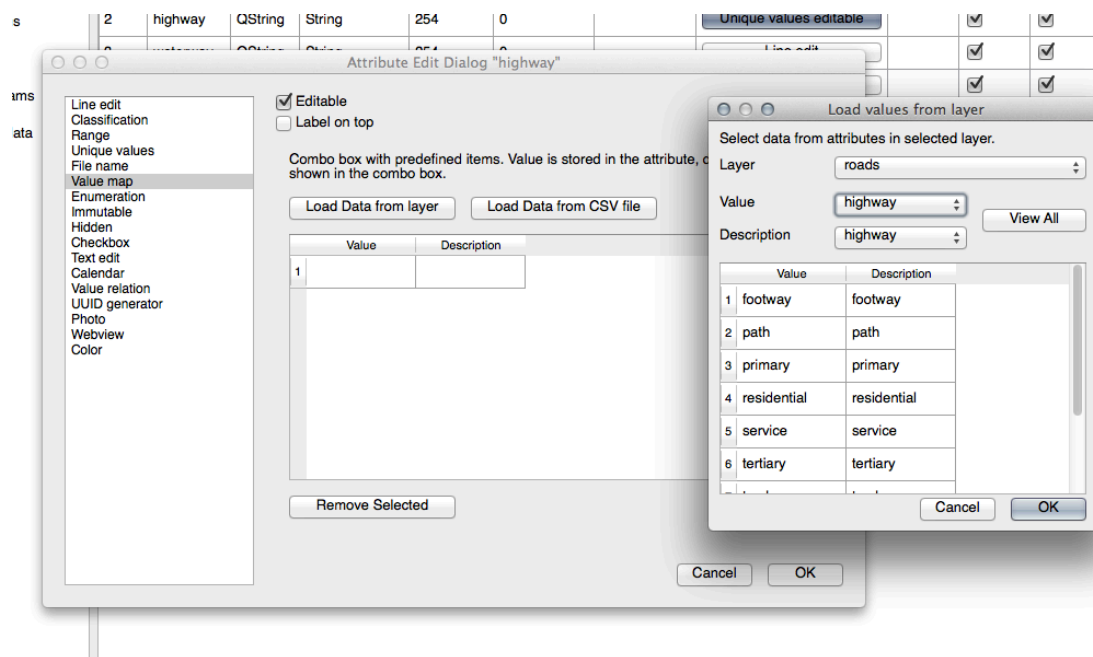 s
2 highway QString String 254 0 Unique values editable
Attribute Edit Dialog "highway"
ams
ata
Line edit
Classification
Range
Unique values
File name
Value map
Enumeration
Immutable
Hidden
Checkbox
Text edit
Calendar
Value relation
UUID generator
Photo
Webview
Color
Editable
Label on top
Combo box with predefined items. Value is stored in the attribute,
shown in the combo box.
Load Data from layer Load Data from CSV file
Value Description
1
Remove Selected
Cancel OK
Load values from layer
Select data from attributes in selected layer.
Layer roads
Value highway
View All
Description highway
Value Description
1 footway footway
2 path path
3 primary primary
4 residential residential
5 service service
6 tertiary tertiary
Cancel OK